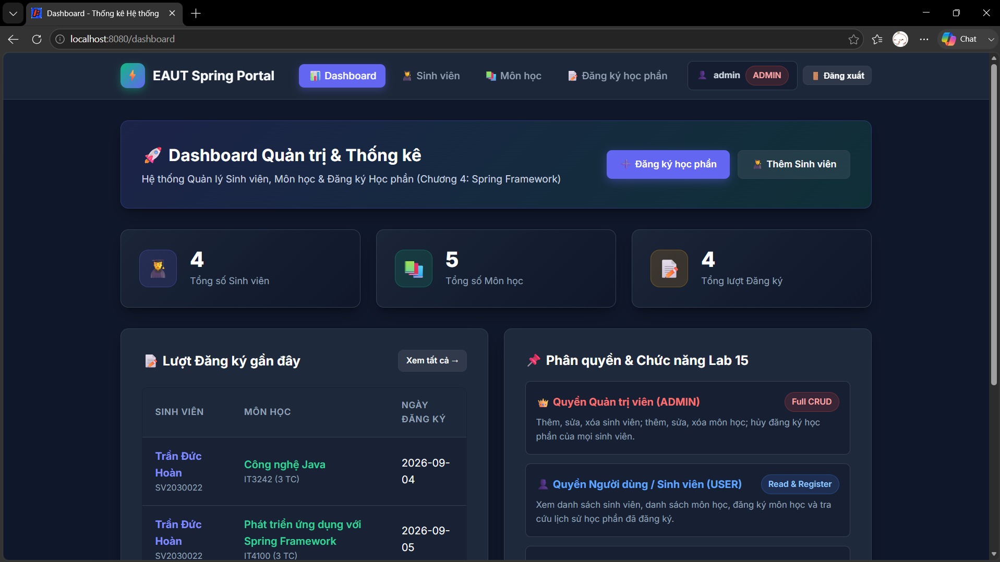 Dashboard - Thống kê Hệ thống
localhost:8080/dashboard
Chat
EAUT Spring Portal
Dashboard
Sinh viên
Môn học
Đăng ký học phần
admin
ADMIN
Đăng xuất
Dashboard Quản trị & Thống kê
Hệ thống Quản lý Sinh viên, Môn học & Đăng ký Học phần (Chương 4: Spring Framework)
Đăng ký học phần
Thêm Sinh viên
4
Tổng số Sinh viên
5
Tổng số Môn học
4
Tổng lượt Đăng ký
Lượt Đăng ký gần đây
Xem tất cả →
SINH VIÊN
MÔN HỌC
NGÀY
ĐĂNG KÝ
Trần Đức
Hoàn
SV2030022
Công nghệ Java
IT3242 (3 TC)
2026-09-
04
Trần Đức
Hoàn
SV2030022
Phát triển ứng dụng với
Spring Framework
IT4100 (3 TC)
2026-09-
05
Phân quyền & Chức năng Lab 15
Quyền Quản trị viên (ADMIN)
Full CRUD
Thêm, sửa, xóa sinh viên; thêm, sửa, xóa môn học; hủy đăng ký học
phần của mọi sinh viên.
Quyền Người dùng / Sinh viên (USER)
Read & Register
Xem danh sách sinh viên, danh sách môn học, đăng ký môn học và tra
cứu lịch sử học phần đã đăng ký.